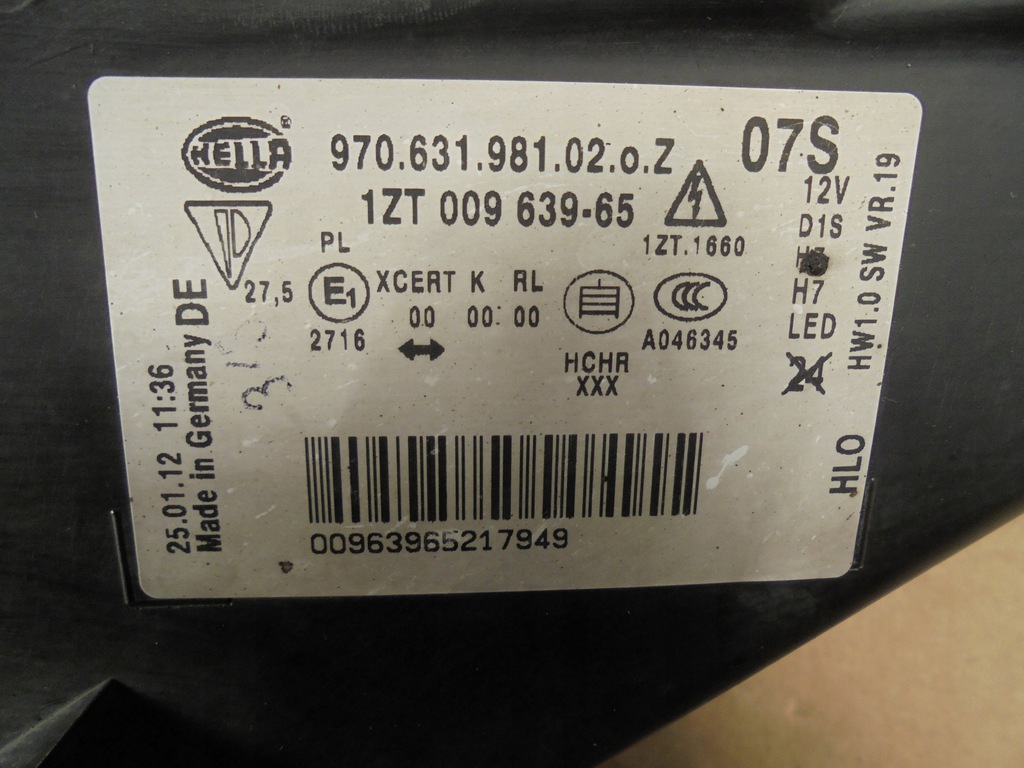 HELLA®
970.631.981.02.o.Z
07S
1ZT 009 639-65
12V
D1S
H7
LED
24
1ZT.1660
PL
27,5
E1
XCERT K RL
00 00 00
2716
CCC
A046345
HCHR
XXX
HW1.0 SW VR.19
HLO
25.01.12 11:36
Made in Germany DE
00963965217949